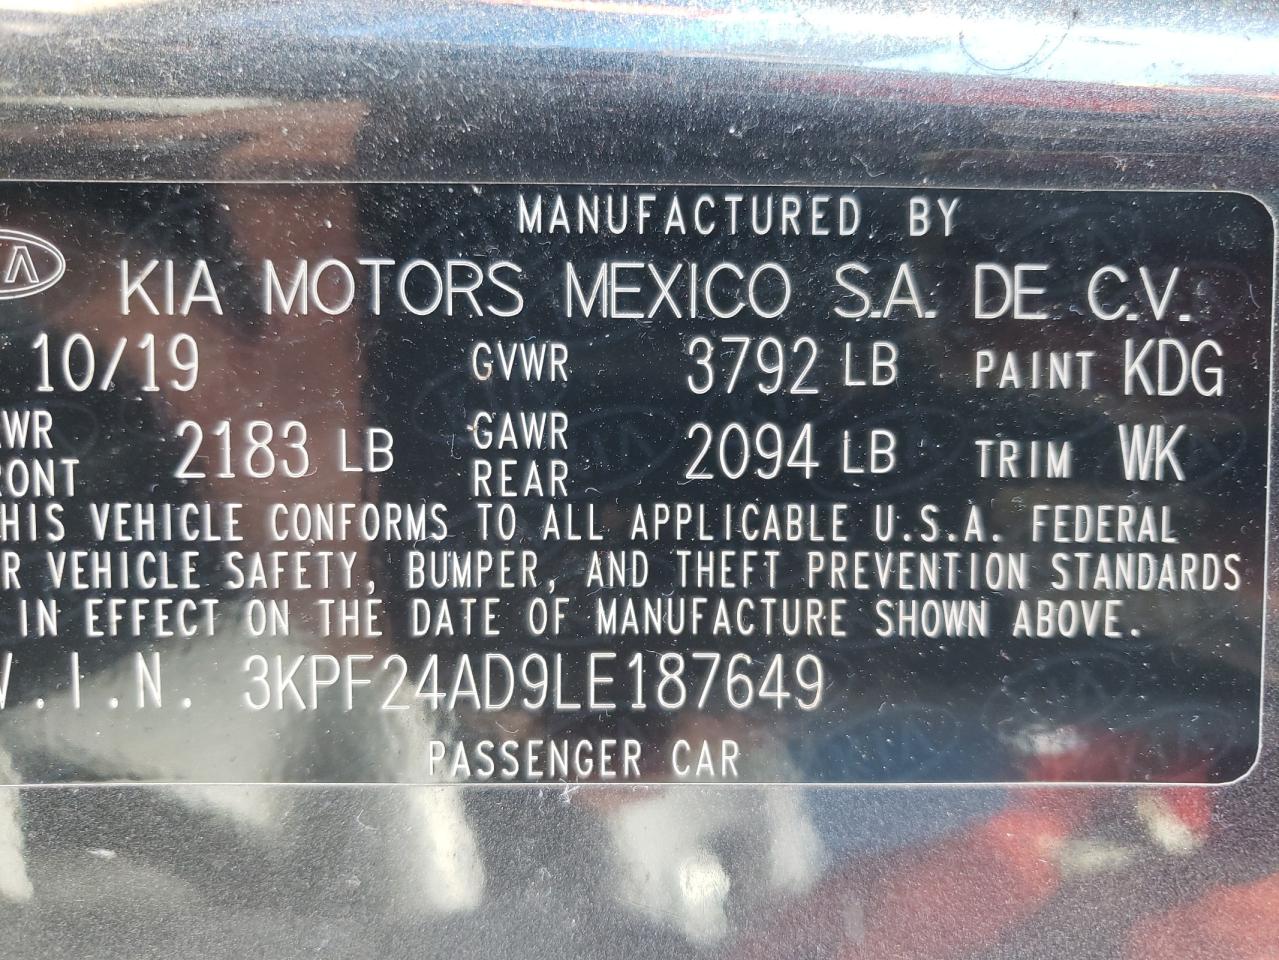 MANUFACTURED BY
KIA MOTORS MEXICO S.A. DE C.V.
10/19 GVWR 3792 LB PAINT KDG
WR RONT 2183 LB GAWR REAR 2094 LB TRIM WK
HIS VEHICLE CONFORMS TO ALL APPLICABLE U.S.A. FEDERAL
R VEHICLE SAFETY, BUMPER, AND THEFT PREVENTION STANDARDS
IN EFFECT ON THE DATE OF MANUFACTURE SHOWN ABOVE.
V.I.N. 3KPF24AD9LE187649
PASSENGER CAR